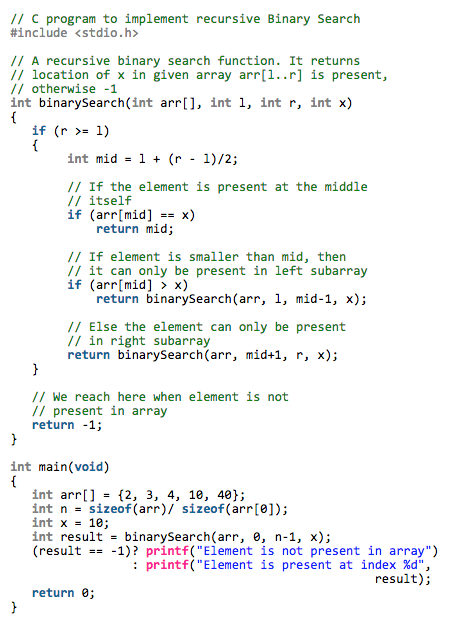 // C program to implement recursive Binary Search
#include <stdio.h>

// A recursive binary search function. It returns
// location of x in given array arr[l..r] is present,
// otherwise -1
int binarySearch(int arr[], int l, int r, int x)
{
   if (r >= l)
   {
        int mid = l + (r - l)/2;

        // If the element is present at the middle
        // itself
        if (arr[mid] == x)
            return mid;

        // If element is smaller than mid, then
        // it can only be present in left subarray
        if (arr[mid] > x)
            return binarySearch(arr, l, mid-1, x);

        // Else the element can only be present
        // in right subarray
        return binarySearch(arr, mid+1, r, x);
   }

   // We reach here when element is not
   // present in array
   return -1;
}

int main(void)
{
   int arr[] = {2, 3, 4, 10, 40};
   int n = sizeof(arr)/ sizeof(arr[0]);
   int x = 10;
   int result = binarySearch(arr, 0, n-1, x);
   (result == -1)? printf("Element is not present in array")
                 : printf("Element is present at index %d",
                                                  result);
   return 0;
}